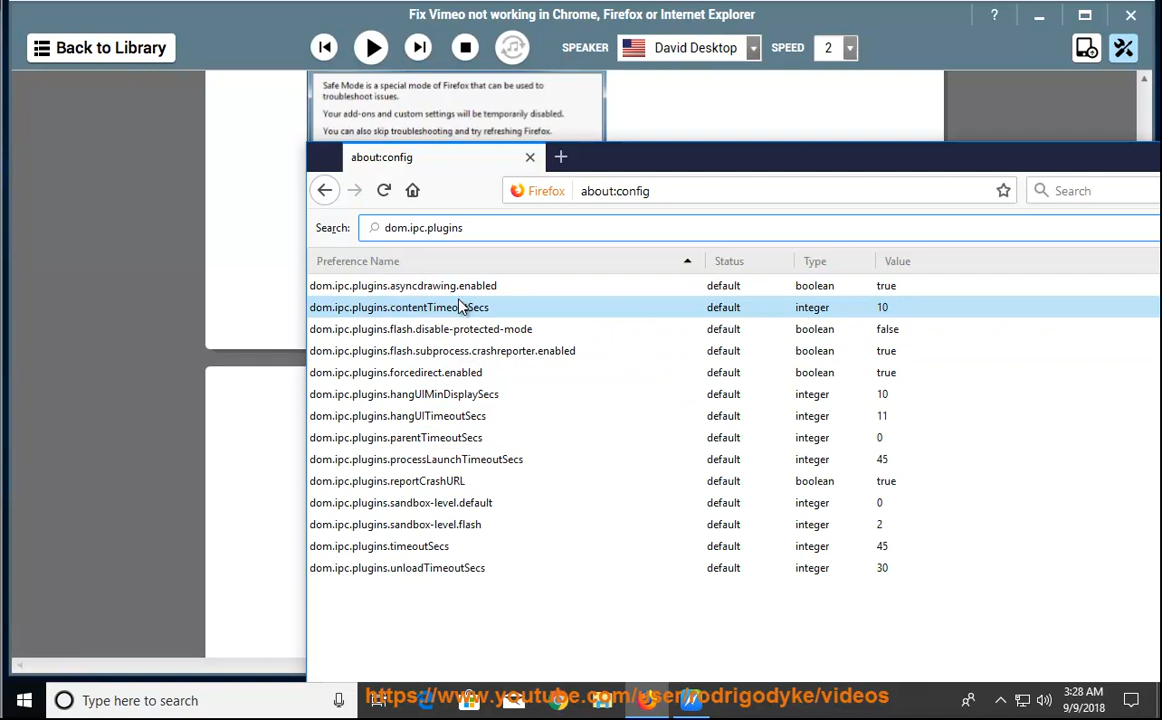 Fix Vimeo not working in Chrome, Firefox or Internet Explorer
?
Back to Library
SPEAKER David Desktop SPEED 2
Safe Mode is a special mode of Firefox that can be used to
troubleshoot issues.
Your add-ons and custom settings will be temporarily disabled.
You can also skip troubleshooting and try refreshing Firefox.
about:config
Firefox about:config Search
Search: dom.ipc.plugins
Preference Name Status Type Value
dom.ipc.plugins.asyncdrawing.enabled default boolean true
dom.ipc.plugins.contentTimeoutSecs default integer 10
dom.ipc.plugins.flash.disable-protected-mode default boolean false
dom.ipc.plugins.flash.subprocess.crashreporter.enabled default boolean true
dom.ipc.plugins.forcedirect.enabled default boolean true
dom.ipc.plugins.hangUIMinDisplaySecs default integer 10
dom.ipc.plugins.hangUITimeoutSecs default integer 11
dom.ipc.plugins.parentTimeoutSecs default integer 0
dom.ipc.plugins.processLaunchTimeoutSecs default integer 45
dom.ipc.plugins.reportCrashURL default boolean true
dom.ipc.plugins.sandbox-level.default default integer 0
dom.ipc.plugins.sandbox-level.flash default integer 2
dom.ipc.plugins.timeoutSecs default integer 45
dom.ipc.plugins.unloadTimeoutSecs default integer 30
Type here to search
https://www.youtube.com/user/rodrigodyke/videos
3:28 AM
9/9/2018